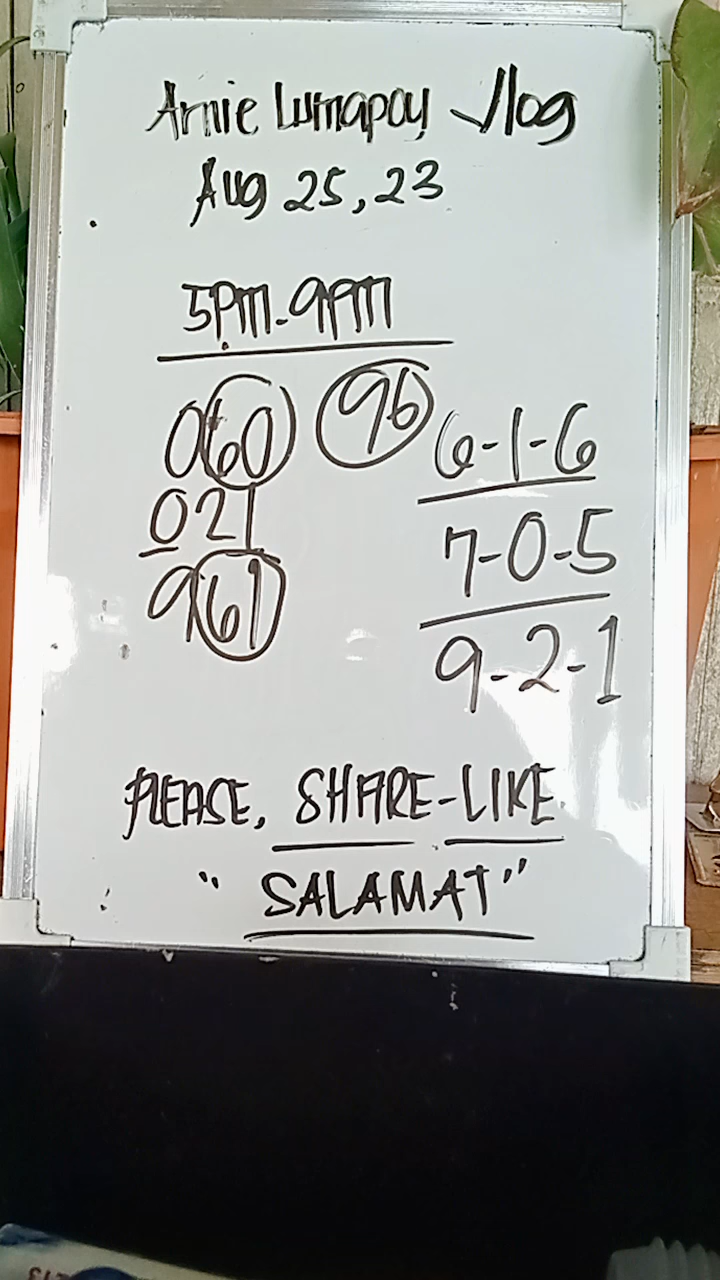 Arnie Lumapay Vlog
Aug 25, 23
5pm-9pm
060 96 6-1-6
021 7-0-5
961 9-2-1
PLEASE, SHARE-LIKE
"SALAMAT"